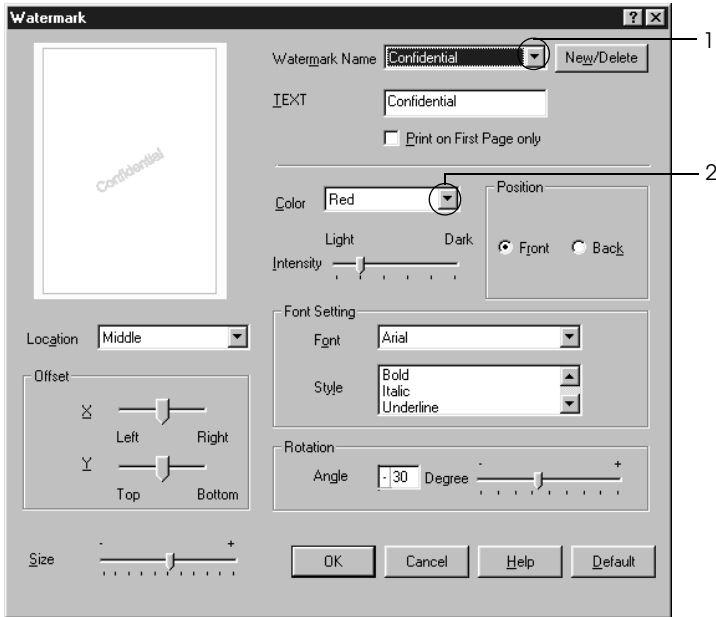 Watermark
1
Watermark Name Confidential New/Delete
TEXT Confidential
Print on First Page only
Confidential
2
Color Red
Position
Light Dark
Front Back
Intensity
Font Setting
Location Middle
Font Arial
Offset
Style Bold
Italic
Underline
X
Left Right
Y
Top Bottom
Rotation
Angle - 30 Degree - +
Size - +
OK Cancel Help Default